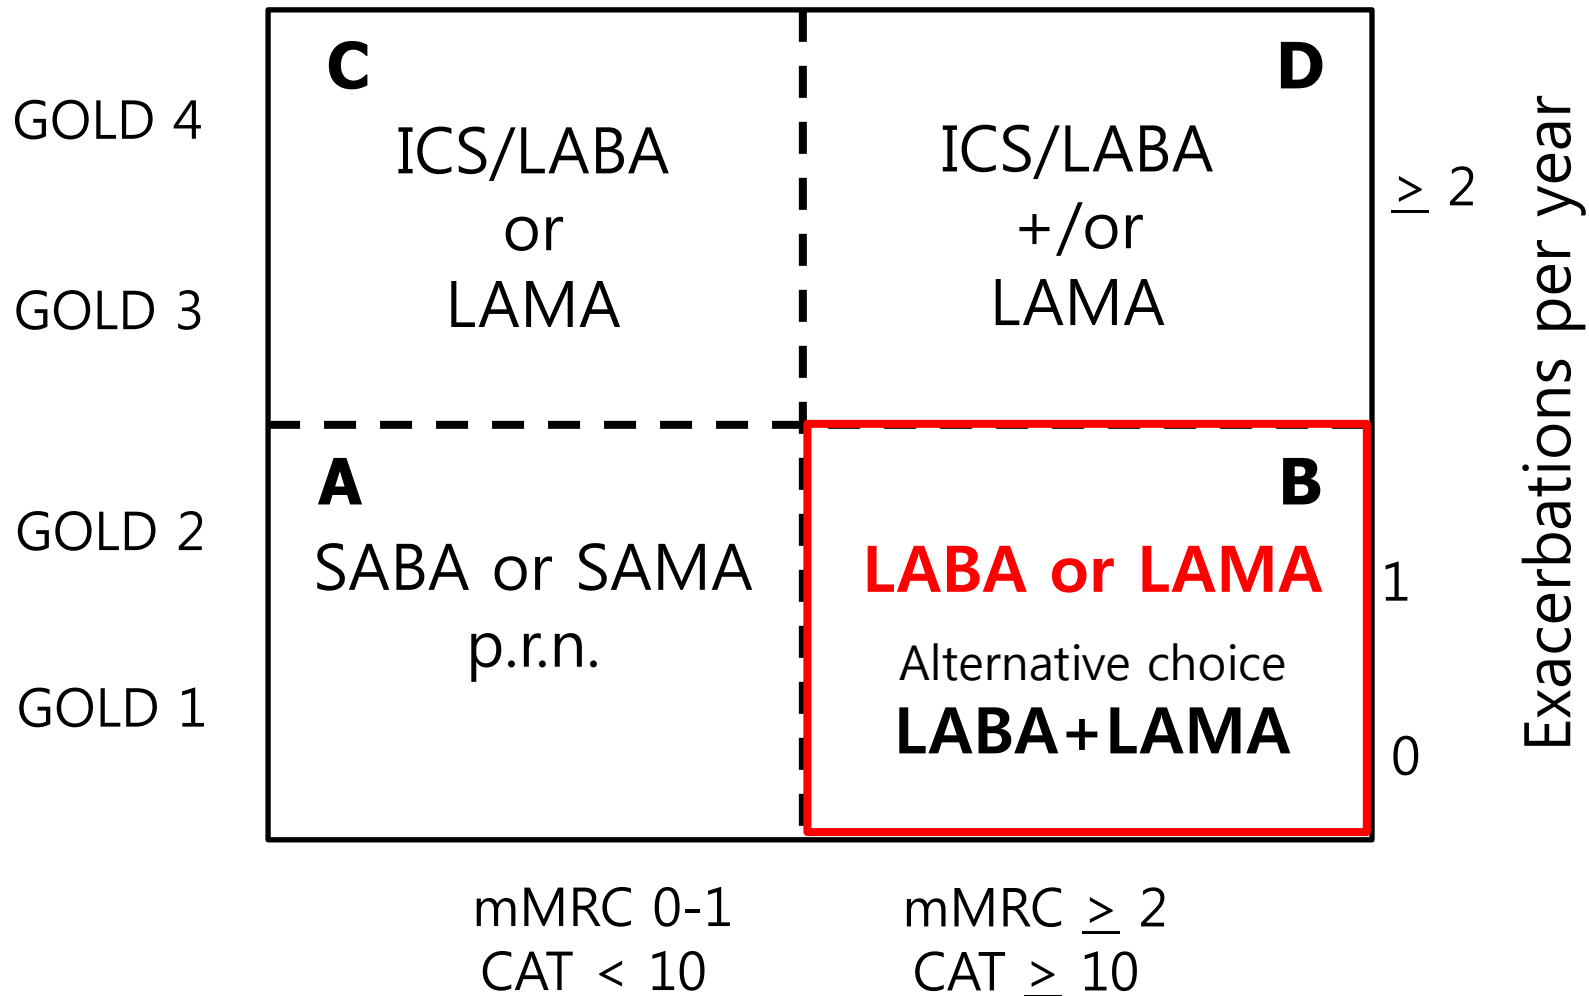 C
D
GOLD 4
ICS/LABA
or
LAMA
ICS/LABA
+/or
LAMA
≥ 2
GOLD 3
A
B
GOLD 2
SABA or SAMA
p.r.n.
LABA or LAMA
1
Alternative choice
LABA+LAMA
GOLD 1
0
Exacerbations per year
mMRC 0-1
CAT < 10
mMRC ≥ 2
CAT ≥ 10